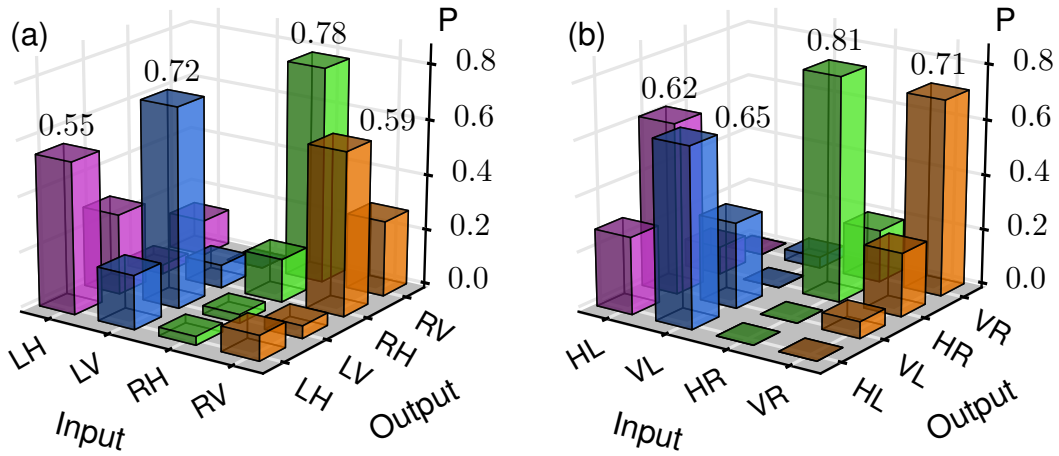 (a)
P
0.55
0.72
0.78
0.59
0.8
0.6
0.4
0.2
0.0
LH
LV
RH
RV
Input
LH
LV
RH
RV
Output
(b)
P
0.62
0.65
0.81
0.71
0.8
0.6
0.4
0.2
0.0
HL
VL
HR
VR
Input
HL
VL
HR
VR
Output